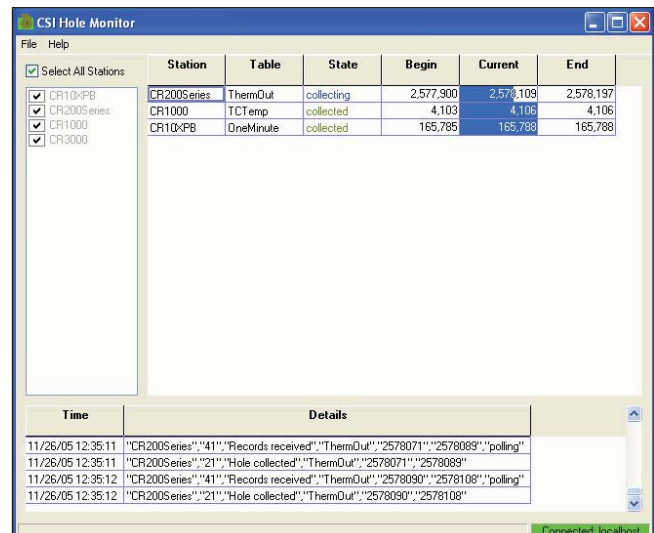 CSI Hole Monitor
File Help
Select All Stations
CR10XPB
CR200Series
CR1000
CR3000
Station Table State Begin Current End
CR200Series ThermOut collecting 2,577,900 2,578,109 2,578,197
CR1000 TCTemp collected 4,103 4,106 4,106
CR10XPB OneMinute collected 165,785 165,788 165,788
Time Details
11/26/05 12:35:11 "CR200Series","41","Records received","ThermOut","2578071","2578089","polling"
11/26/05 12:35:11 "CR200Series","21","Hole collected","ThermOut","2578071","2578089"
11/26/05 12:35:12 "CR200Series","41","Records received","ThermOut","2578090","2578108","polling"
11/26/05 12:35:12 "CR200Series","21","Hole collected","ThermOut","2578090","2578108"
Connected: localhost